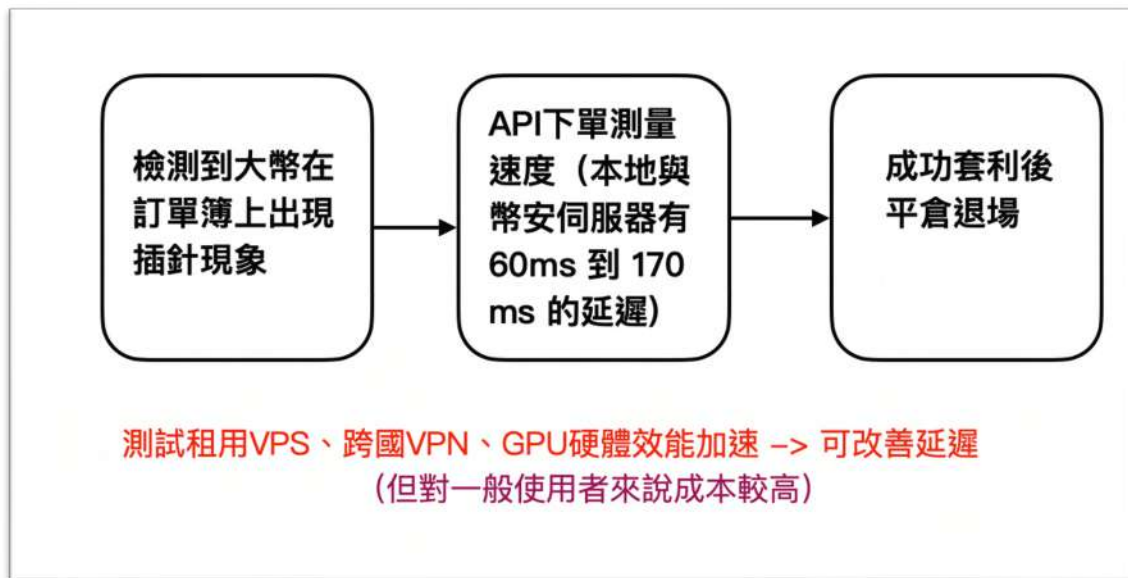 檢測到大幣在
訂單簿上出現
插針現象
API下單測量
速度（本地與
幣安伺服器有
60ms 到 170
ms 的延遲）
成功套利後
平倉退場
測試租用VPS、跨國VPN、GPU硬體效能加速 –> 可改善延遲
（但對一般使用者來說成本較高）